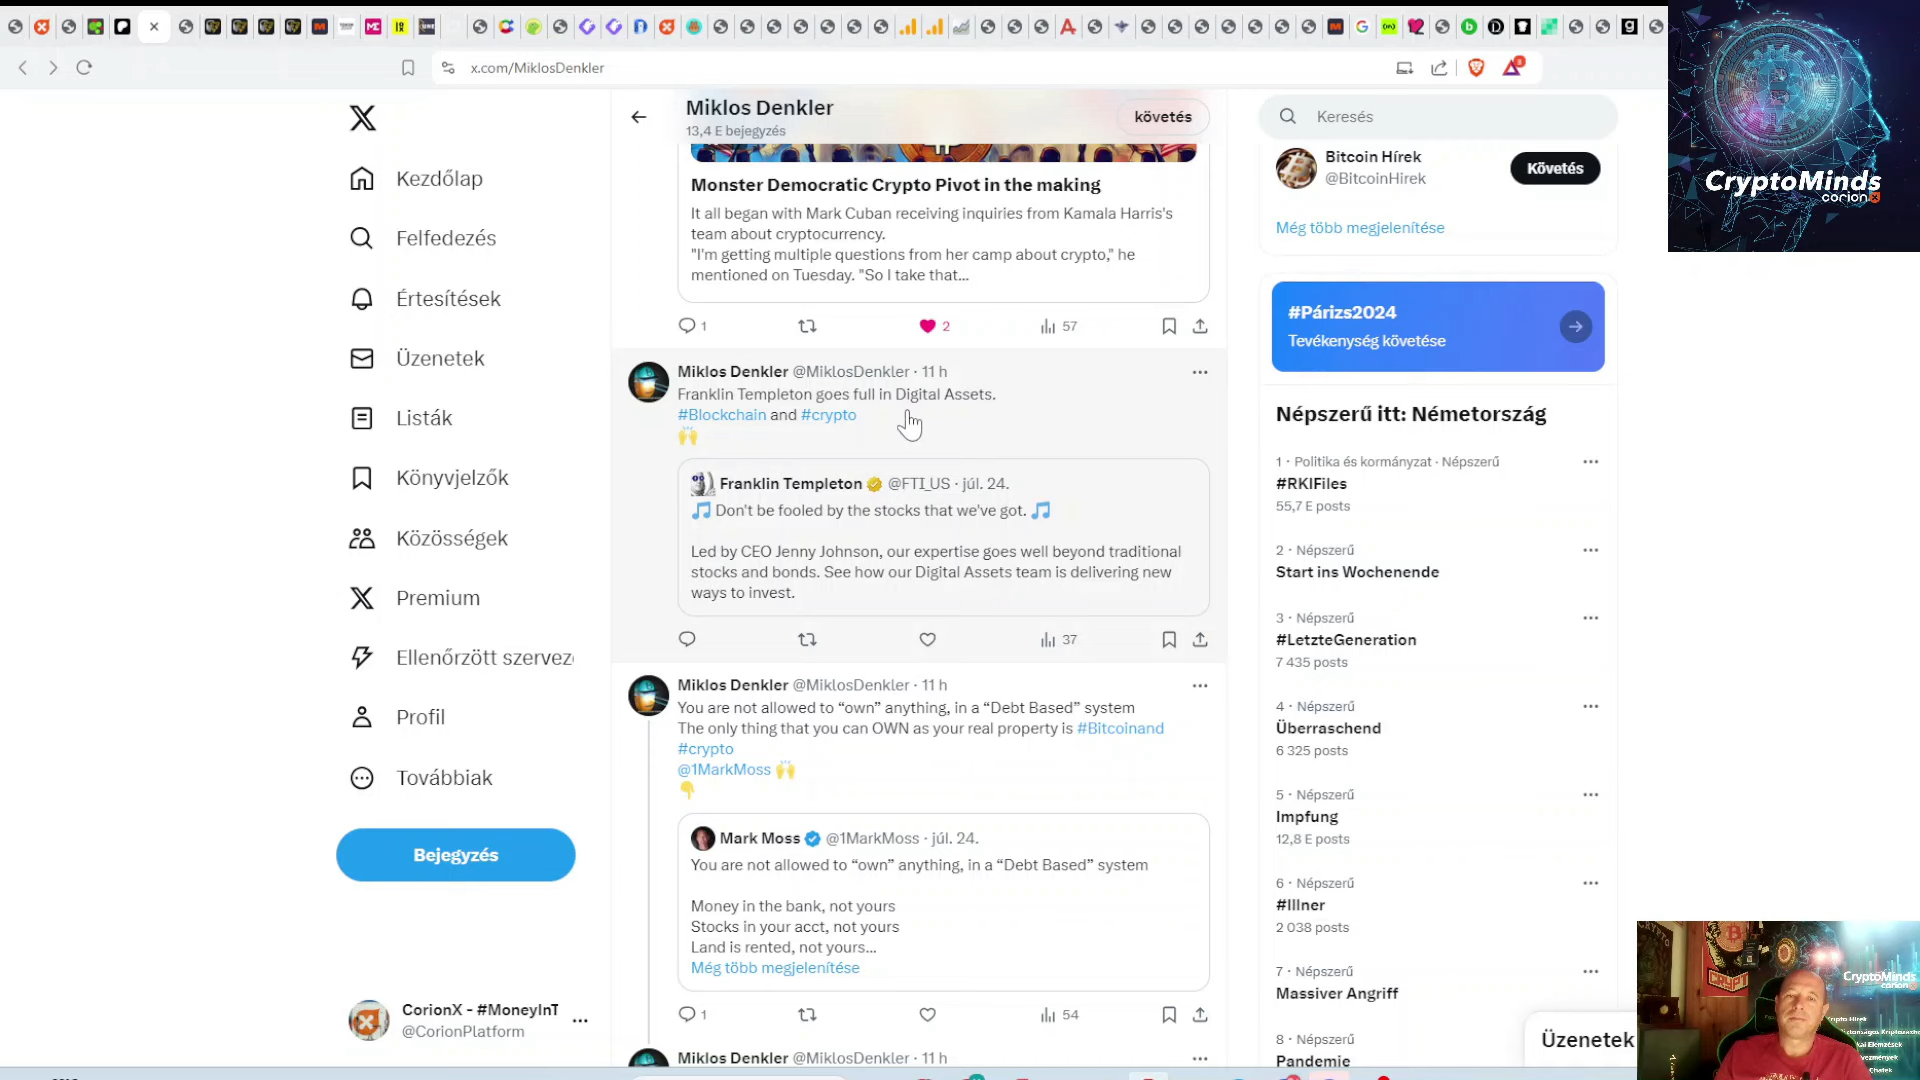 x.com/MiklosDenkler
Kezdőlap
Felfedezés
Értesítések
Üzenetek
Listák
Könyvjelzők
Közösségek
Premium
Ellenőrzött szervez
Profil
Továbbiak
Bejegyzés
CorionX - #MoneyInT
@CorionPlatform
Miklos Denkler
13,4 E bejegyzés
követés
Monster Democratic Crypto Pivot in the making
It all began with Mark Cuban receiving inquiries from Kamala Harris's
team about cryptocurrency.
"I'm getting multiple questions from her camp about crypto," he
mentioned on Tuesday. "So I take that...
1
2
57
Miklos Denkler @MiklosDenkler · 11 h
Franklin Templeton goes full in Digital Assets.
#Blockchain and #crypto
🙌
Franklin Templeton @FTI_US · júl. 24.
🎵 Don't be fooled by the stocks that we've got. 🎵
Led by CEO Jenny Johnson, our expertise goes well beyond traditional
stocks and bonds. See how our Digital Assets team is delivering new
ways to invest.
37
Miklos Denkler @MiklosDenkler · 11 h
You are not allowed to “own” anything, in a “Debt Based” system
The only thing that you can OWN as your real property is #Bitcoinand
#crypto
@1MarkMoss 🙌
👇
Mark Moss @1MarkMoss · júl. 24.
You are not allowed to “own” anything, in a “Debt Based” system
Money in the bank, not yours
Stocks in your acct, not yours
Land is rented, not yours...
Még több megjelenítése
1
54
Miklos Denkler @MiklosDenkler · 11 h
Keresés
Bitcoin Hírek
@BitcoinHirek
Követés
Még több megjelenítése
#Párizs2024
Tevékenység követése
Népszerű itt: Németország
1 · Politika és kormányzat · Népszerű
#RKIFiles
55,7 E posts
2 · Népszerű
Start ins Wochenende
3 · Népszerű
#LetzteGeneration
7 435 posts
4 · Népszerű
Überraschend
6 325 posts
5 · Népszerű
Impfung
12,8 E posts
6 · Népszerű
#Illner
2 038 posts
7 · Népszerű
Massiver Angriff
8 · Népszerű
Pandemie
Üzenetek
CryptoMinds
corion
CryptoMinds
corion